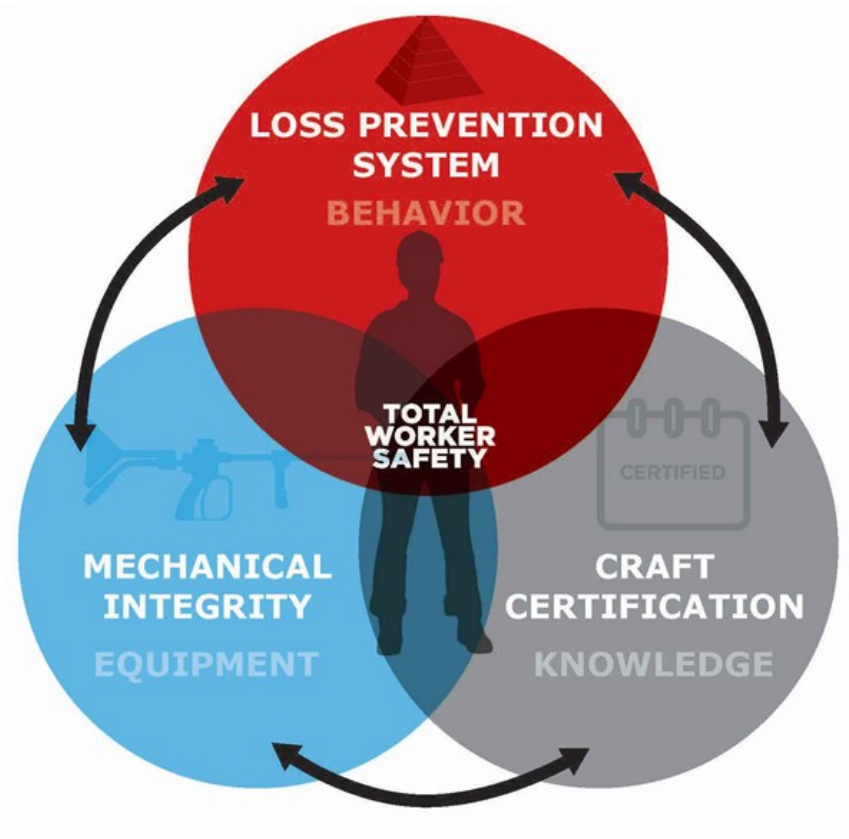 LOSS PREVENTION
SYSTEM
BEHAVIOR
TOTAL
WORKER
SAFETY
MECHANICAL
INTEGRITY
EQUIPMENT
CERTIFIED
CRAFT
CERTIFICATION
KNOWLEDGE